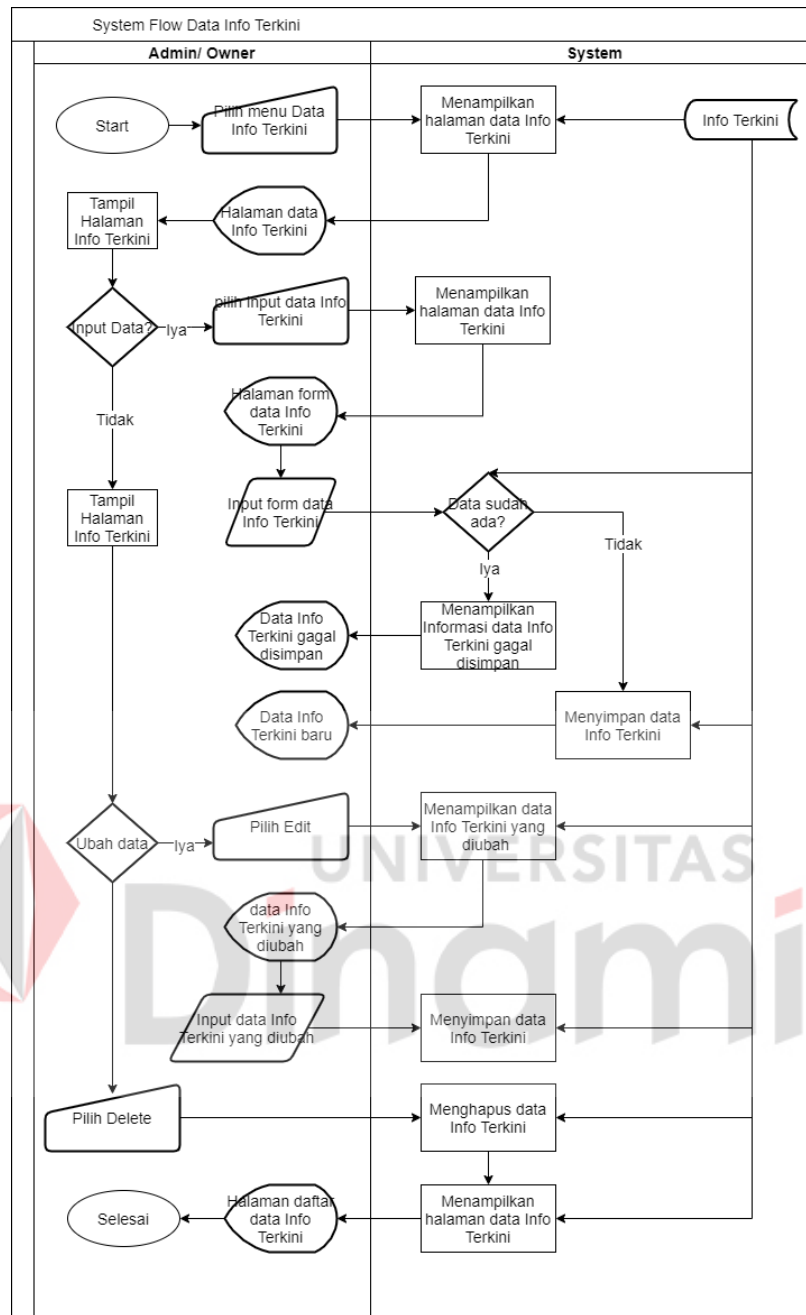 System Flow Data Info Terkini
Admin/ Owner
System
Start
Pilih menu Data
Info Terkini
Menampilkan
halaman data Info
Terkini
Info Terkini
Tampil
Halaman
Info Terkini
Halaman data
Info Terkini
Input Data?
Iya
pilih Input data Info
Terkini
Menampilkan
halaman data Info
Terkini
Halaman form
data Info
Terkini
Tidak
Tampil
Halaman
Info Terkini
Input form data
Info Terkini
Data sudah
ada?
Tidak
Iya
Data Info
Terkini gagal
disimpan
Menampilkan
Informasi data Info
Terkini gagal
disimpan
Data Info
Terkini baru
Menyimpan data
Info Terkini
Ubah data
Iya
Pilih Edit
Menampilkan data
Info Terkini yang
diubah
UNIVERSITAS
Dinami
data Info
Terkini yang
diubah
Input data Info
Terkini yang diubah
Menyimpan data
Info Terkini
Pilih Delete
Menghapus data
Info Terkini
Selesai
Halaman daftar
data Info
Terkini
Menampilkan
halaman data Info
Terkini